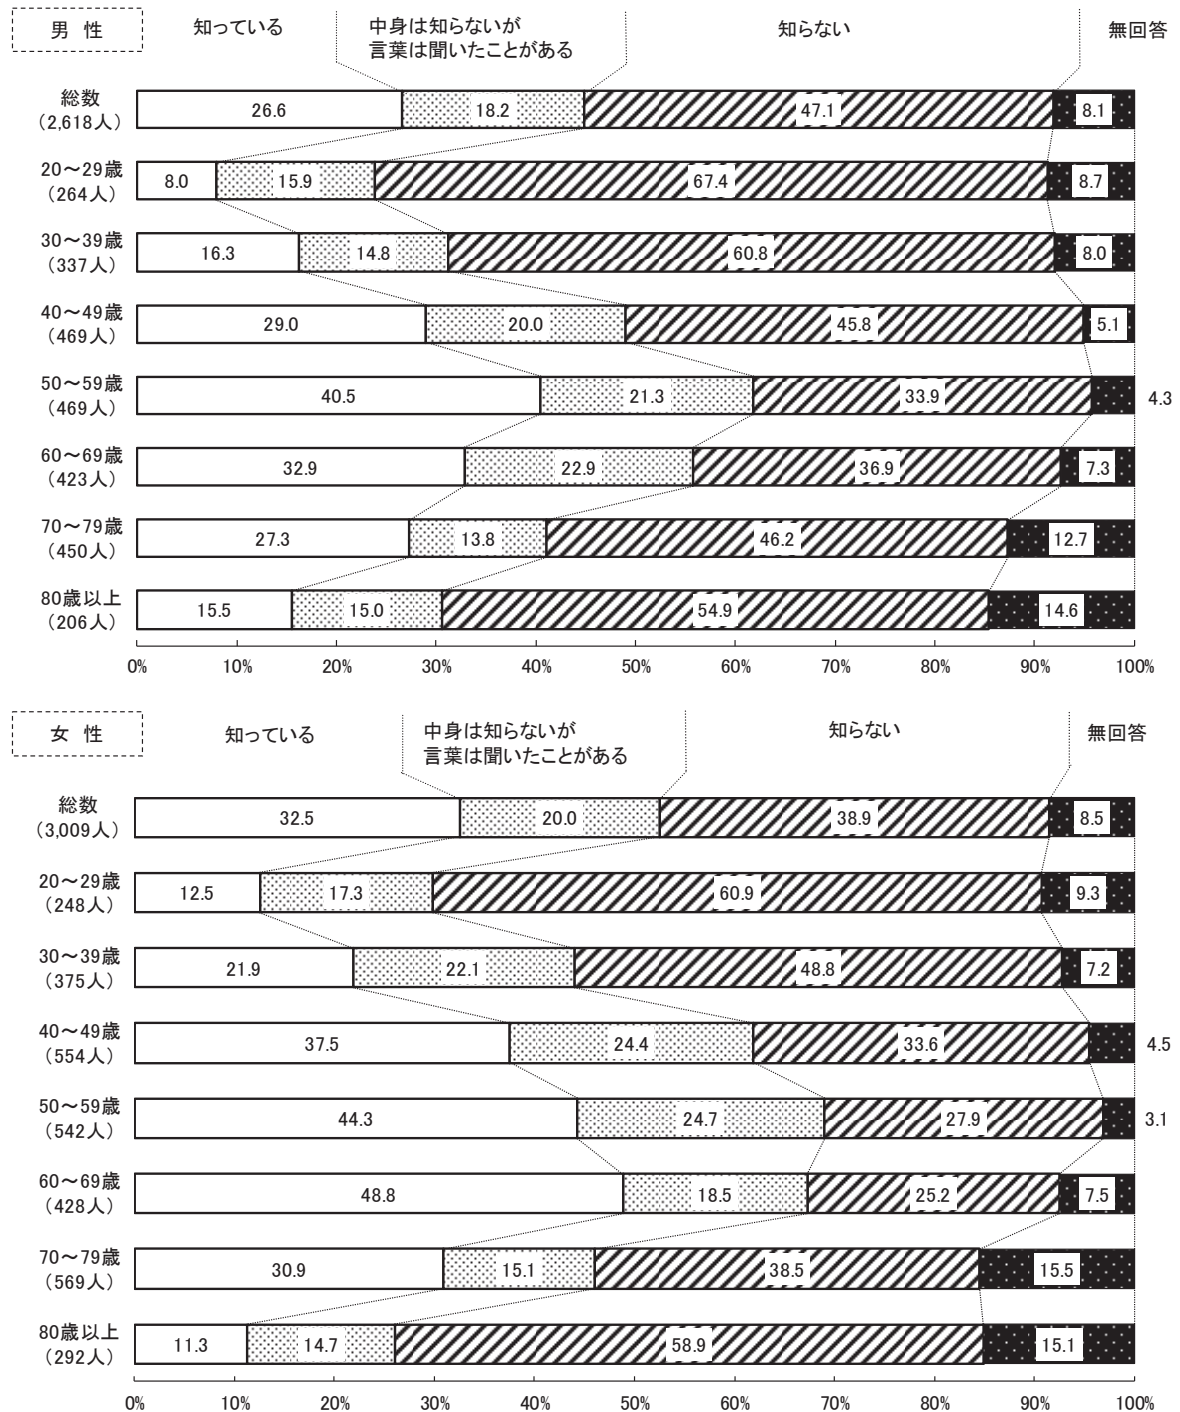 男 性
知っている
中身は知らないが
言葉は聞いたことがある
知らない
無回答
総数
（2,618人）
26.6 18.2 47.1 8.1
20～29歳
（264人）
8.0 15.9 67.4 8.7
30～39歳
（337人）
16.3 14.8 60.8 8.0
40～49歳
（469人）
29.0 20.0 45.8 5.1
50～59歳
（469人）
40.5 21.3 33.9 4.3
60～69歳
（423人）
32.9 22.9 36.9 7.3
70～79歳
（450人）
27.3 13.8 46.2 12.7
80歳以上
（206人）
15.5 15.0 54.9 14.6
0% 10% 20% 30% 40% 50% 60% 70% 80% 90% 100%
女 性
知っている
中身は知らないが
言葉は聞いたことがある
知らない
無回答
総数
（3,009人）
32.5 20.0 38.9 8.5
20～29歳
（248人）
12.5 17.3 60.9 9.3
30～39歳
（375人）
21.9 22.1 48.8 7.2
40～49歳
（554人）
37.5 24.4 33.6 4.5
50～59歳
（542人）
44.3 24.7 27.9 3.1
60～69歳
（428人）
48.8 18.5 25.2 7.5
70～79歳
（569人）
30.9 15.1 38.5 15.5
80歳以上
（292人）
11.3 14.7 58.9 15.1
0% 10% 20% 30% 40% 50% 60% 70% 80% 90% 100%